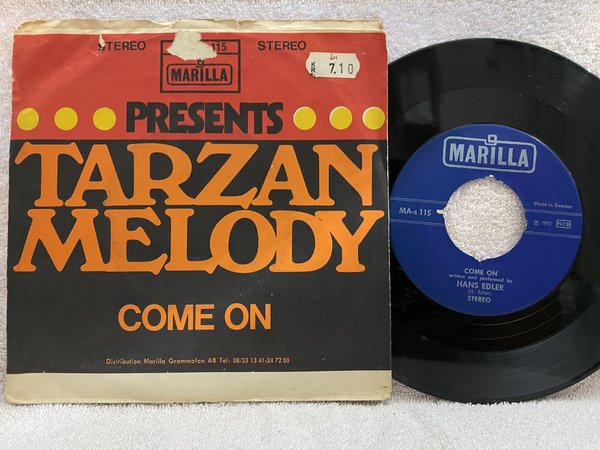 STEREO
115
STEREO
MARILLA
KR
7.10
PRESENTS
TARZAN
MELODY
COME ON
Distribution Marilla Grammofon AB Tel: 08/33 13 41-24 72 00
MARILLA
MA-s 115
Made in Sweden
℗ 1972
NCB
COME ON
written and performed by
HANS EDLER
(H. Edler)
STEREO